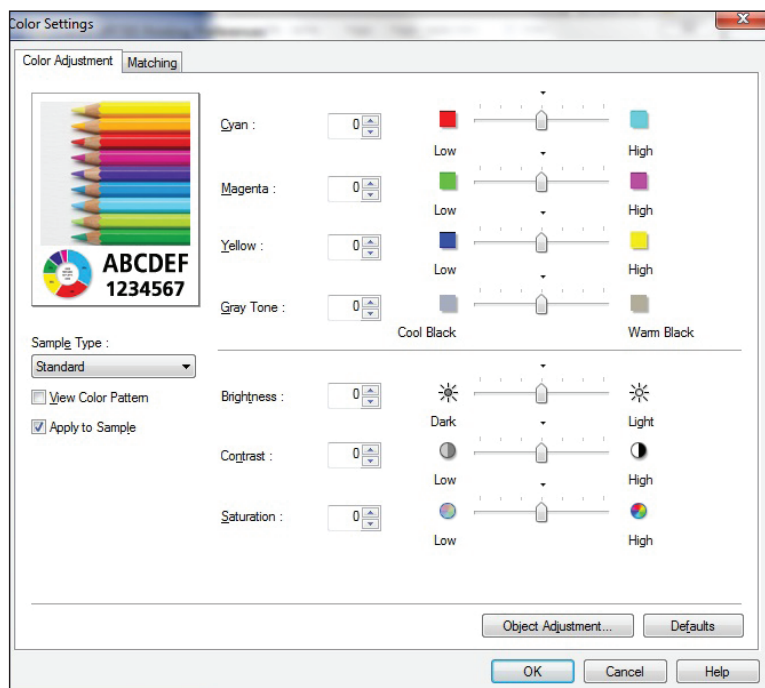 Color Settings
Color Adjustment Matching
Cyan : 0
Low High
Magenta : 0
Low High
Yellow : 0
Low High
ABCDEF
1234567
Gray Tone : 0
Cool Black Warm Black
Sample Type :
Standard
View Color Pattern
Apply to Sample
Brightness : 0
Dark Light
Contrast : 0
Low High
Saturation : 0
Low High
Object Adjustment... Defaults
OK Cancel Help